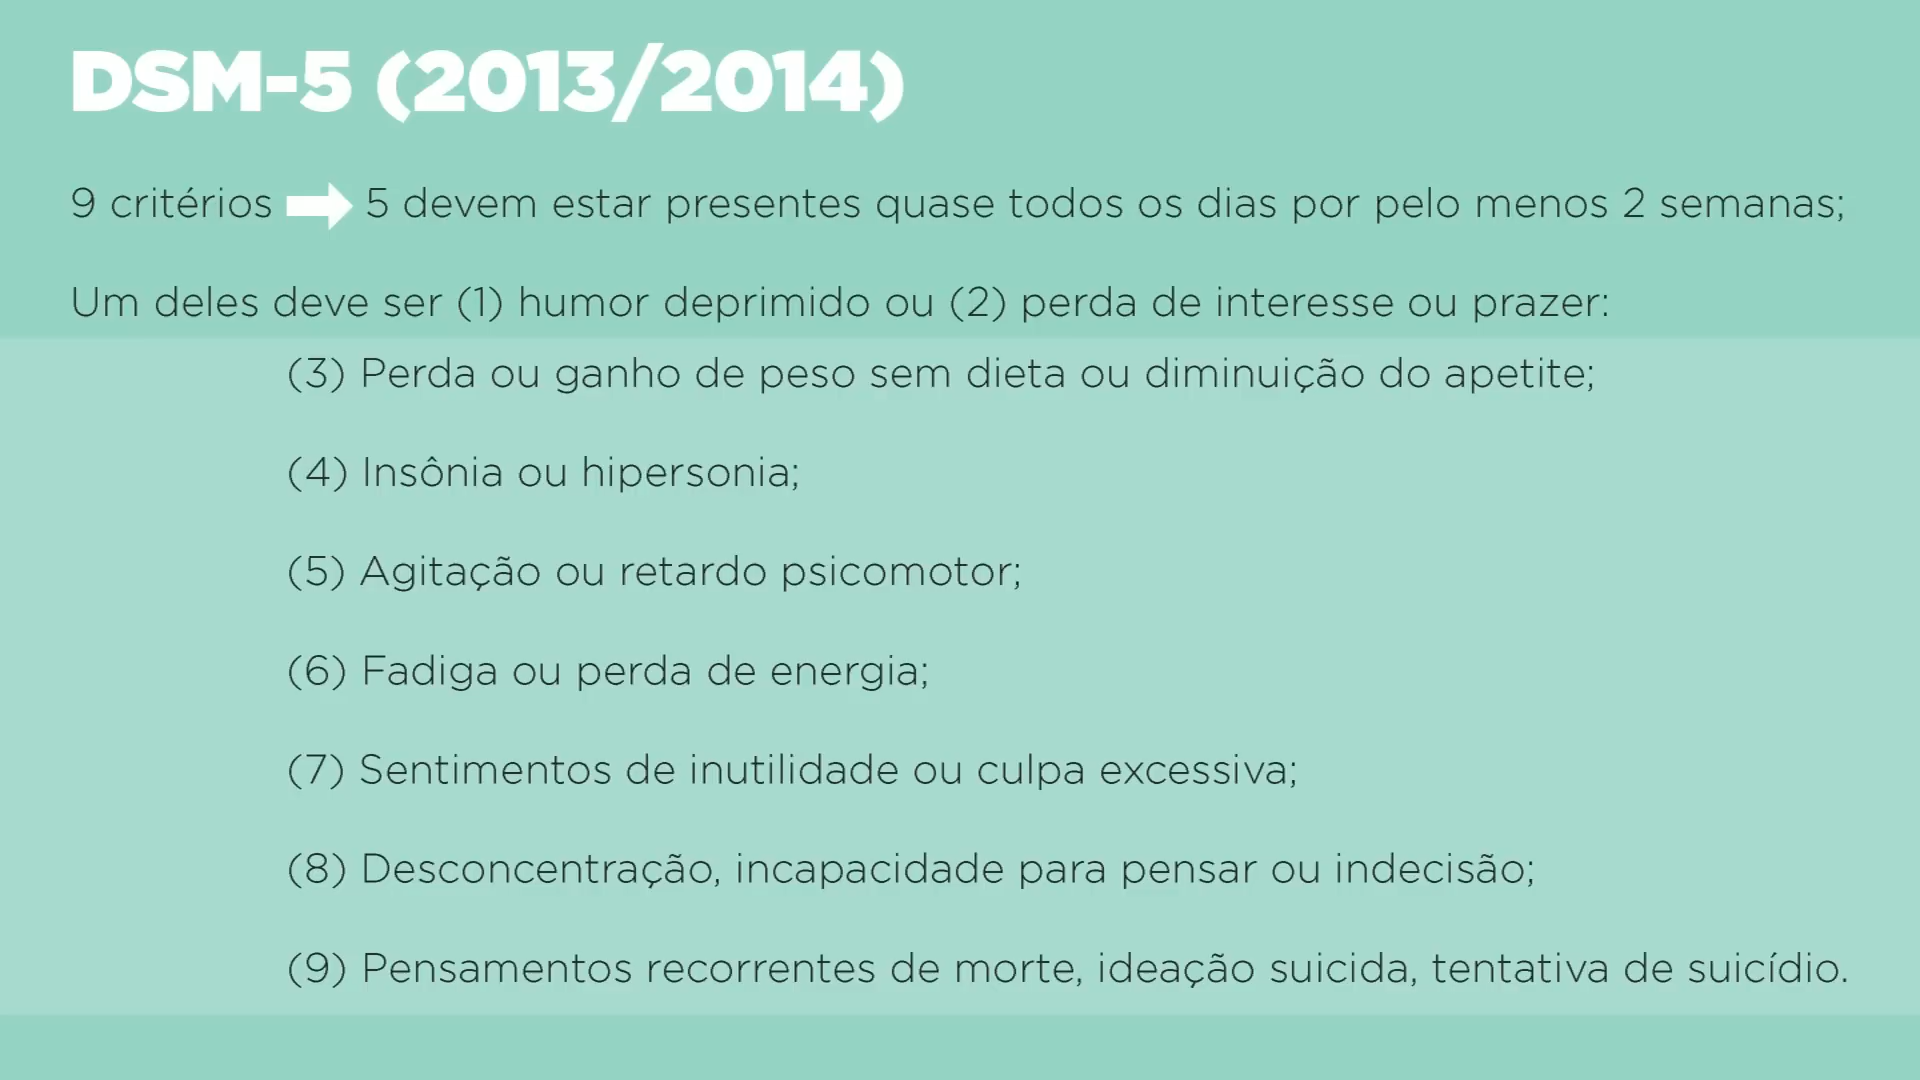 DSM-5 (2013/2014)
9 critérios 5 devem estar presentes quase todos os dias por pelo menos 2 semanas;
Um deles deve ser (1) humor deprimido ou (2) perda de interesse ou prazer:
(3) Perda ou ganho de peso sem dieta ou diminuição do apetite;
(4) Insônia ou hipersonia;
(5) Agitação ou retardo psicomotor;
(6) Fadiga ou perda de energia;
(7) Sentimentos de inutilidade ou culpa excessiva;
(8) Desconcentração, incapacidade para pensar ou indecisão;
(9) Pensamentos recorrentes de morte, ideação suicida, tentativa de suicídio.